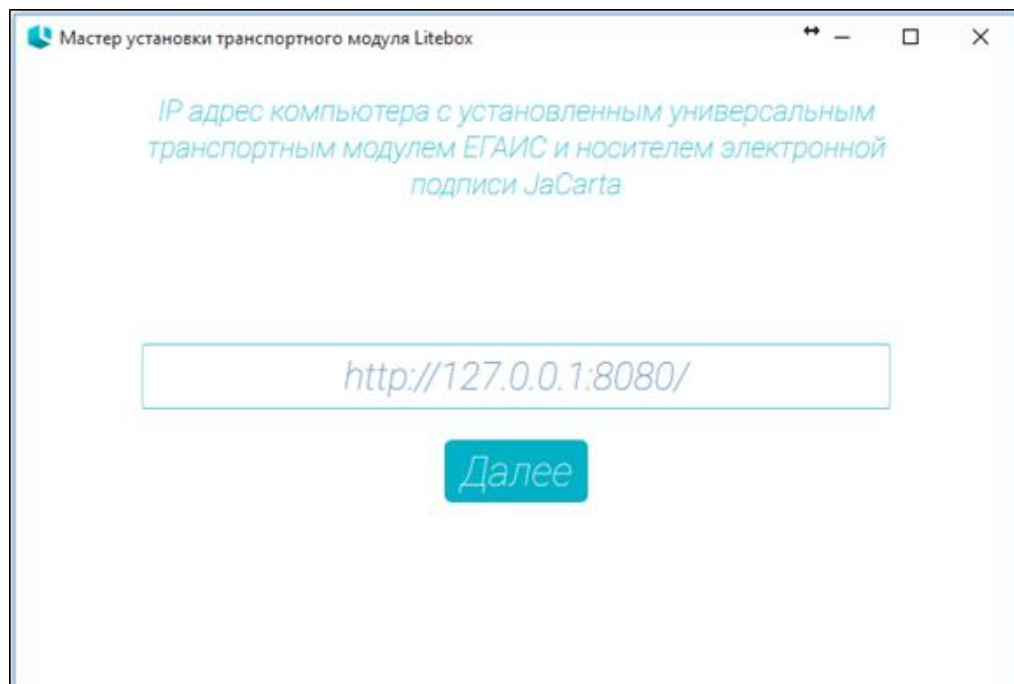 Мастер установки транспортного модуля Litebox
IP адрес компьютера с установленным универсальным
транспортным модулем ЕГАИС и носителем электронной
подписи JaCarta
http://127.0.0.1:8080/
Далее